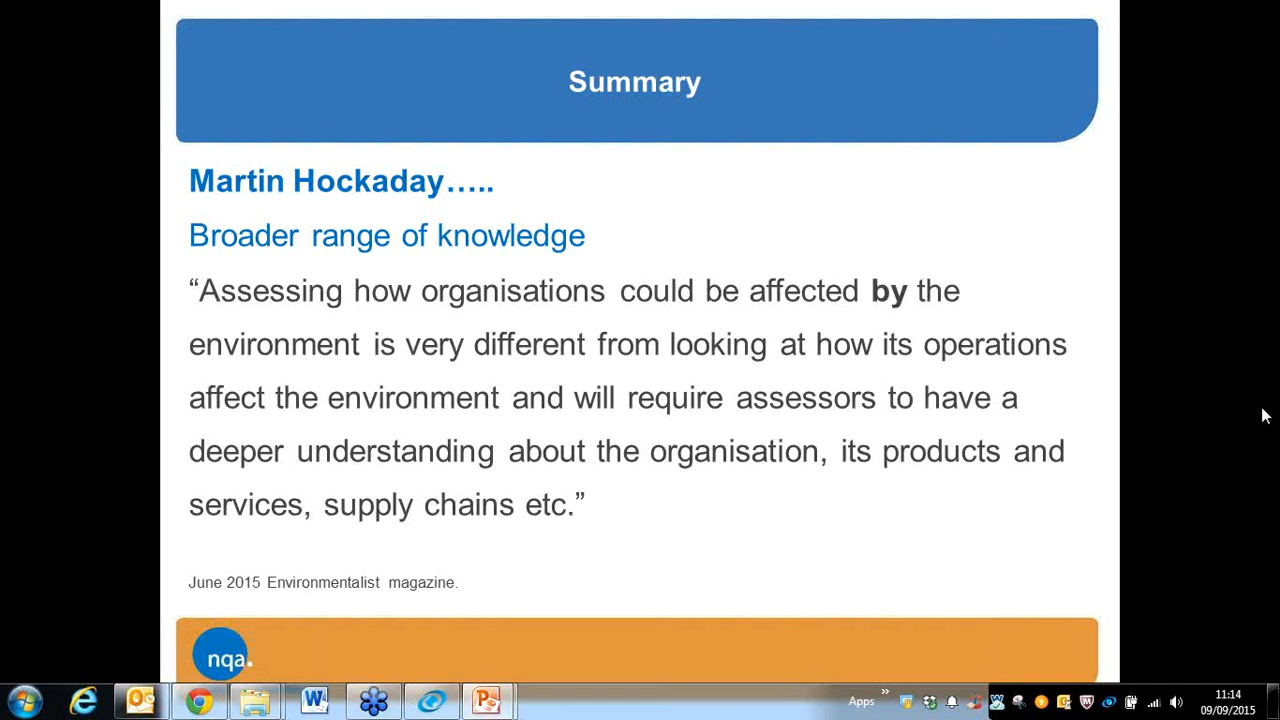 Summary
Martin Hockaday…..
Broader range of knowledge
“Assessing how organisations could be affected by the
environment is very different from looking at how its operations
affect the environment and will require assessors to have a
deeper understanding about the organisation, its products and
services, supply chains etc.”
June 2015 Environmentalist magazine.
nqa.
Apps
11:14
09/09/2015